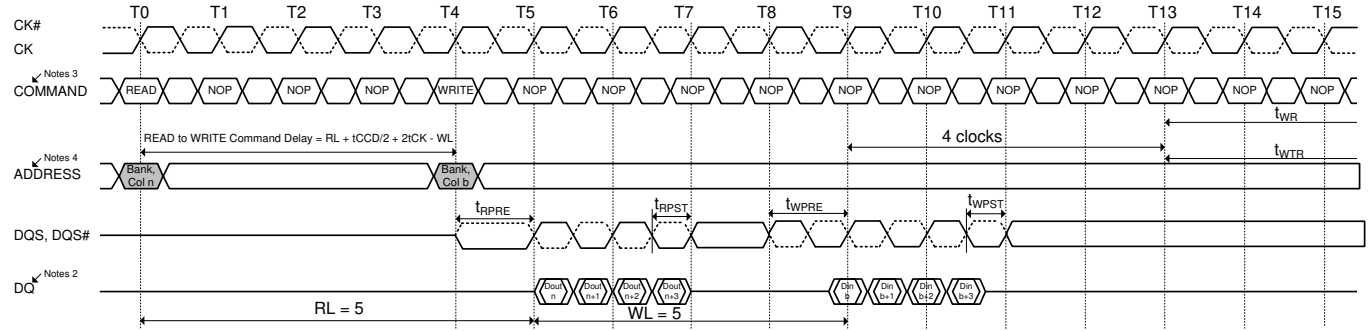 T0 T1 T2 T3 T4 T5 T6 T7 T8 T9 T10 T11 T12 T13 T14 T15
CK#
CK
Notes 3
COMMAND READ NOP NOP NOP WRITE NOP NOP NOP NOP NOP NOP NOP NOP NOP NOP NOP
tWR
READ to WRITE Command Delay = RL + tCCD/2 + 2tCK - WL
4 clocks
tWTR
Notes 4
ADDRESS
Bank, Col n
Bank, Col b
tRPRE tRPST tWPRE tWPST
DQS, DQS#
Notes 2
DQ
Dout n
Dout n+1
Dout n+2
Dout n+3
Din b
Din b+1
Din b+2
Din b+3
RL = 5
WL = 5